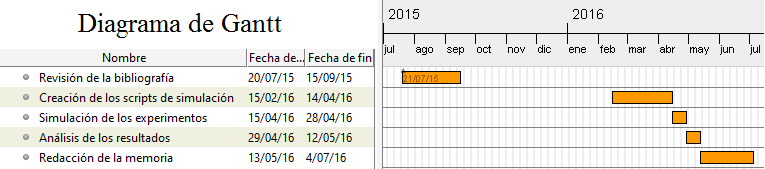 Diagrama de Gantt
2015 2016
Nombre Fecha de... Fecha de fin jul ago sep oct nov dic ene feb mar abr may jun jul
Revisión de la bibliografía 20/07/15 15/09/15 21/07/15
Creación de los scripts de simulación 15/02/16 14/04/16
Simulación de los experimentos 15/04/16 28/04/16
Análisis de los resultados 29/04/16 12/05/16
Redacción de la memoria 13/05/16 4/07/16